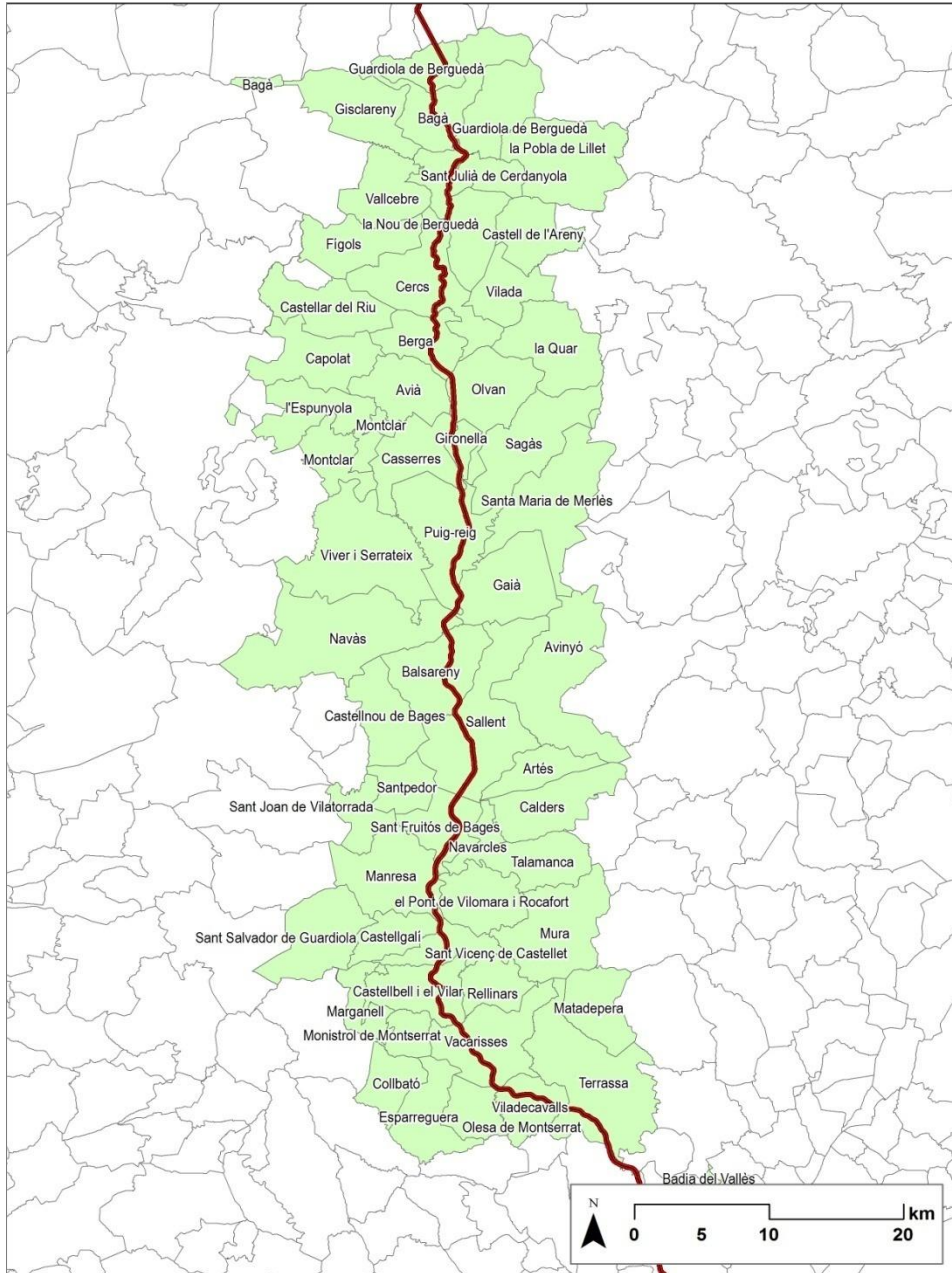 Guardiola de Berguedà
Bagà
Gisclareny
Bagà
Guardiola de Berguedà
la Pobla de Lillet
Sant Julià de Cerdanyola
Vallcebre
la Nou de Berguedà
Castell de l'Areny
Fígols
Cercs
Vilada
Castellar del Riu
Berga
la Quar
Capolat
Avià
Olvan
l'Espunyola
Montclar
Gironella
Sagàs
Montclar
Casserres
Santa Maria de Merlès
Puig-reig
Viver i Serrateix
Gaià
Navàs
Avinyó
Balsareny
Castellnou de Bages
Sallent
Artés
Santpedor
Sant Joan de Vilatorrada
Calders
Sant Fruitós de Bages
Navarcles
Talamanca
Manresa
el Pont de Vilomara i Rocafort
Mura
Sant Salvador de Guardiola
Castellgalí
Sant Vicenç de Castellet
Castellbell i el Vilar
Rellinars
Marganell
Matadepera
Monistrol de Montserrat
Vacarisses
Collbató
Terrassa
Esparreguera
Viladecavalls
Olesa de Montserrat
Badia del Vallès
N
km
0 5 10 20